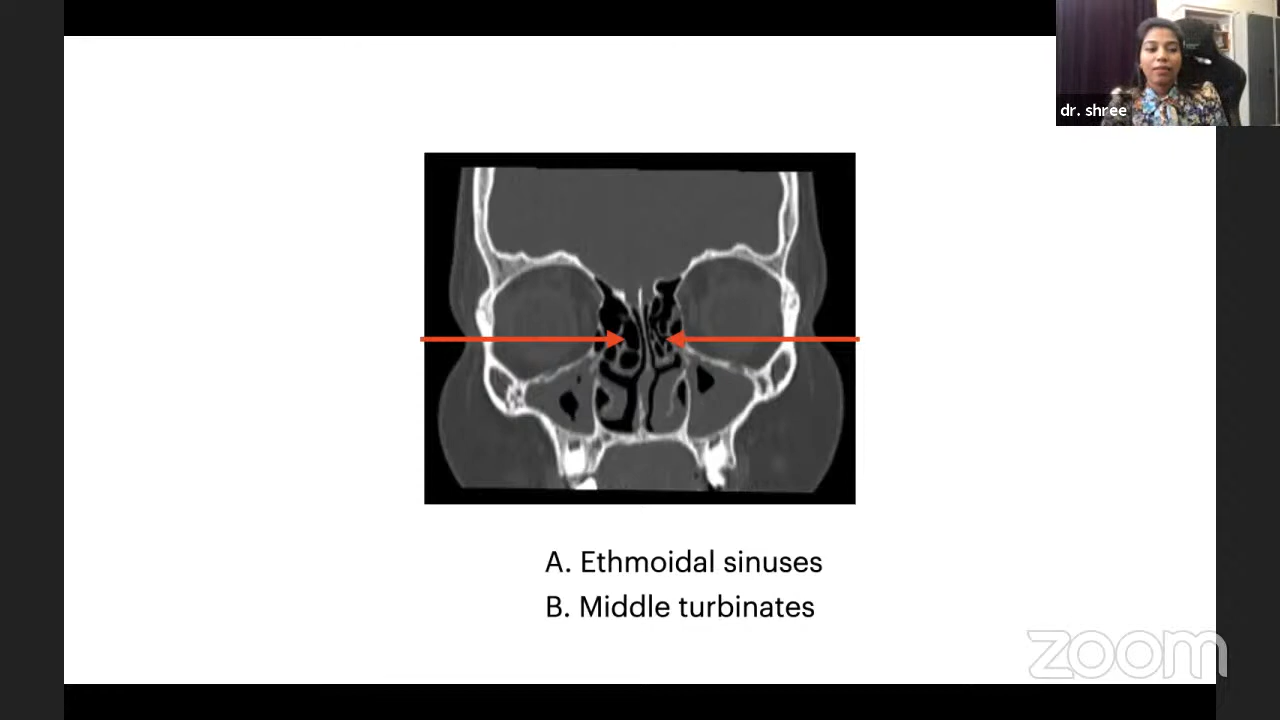 dr. shree
A. Ethmoidal sinuses
B. Middle turbinates
zoom